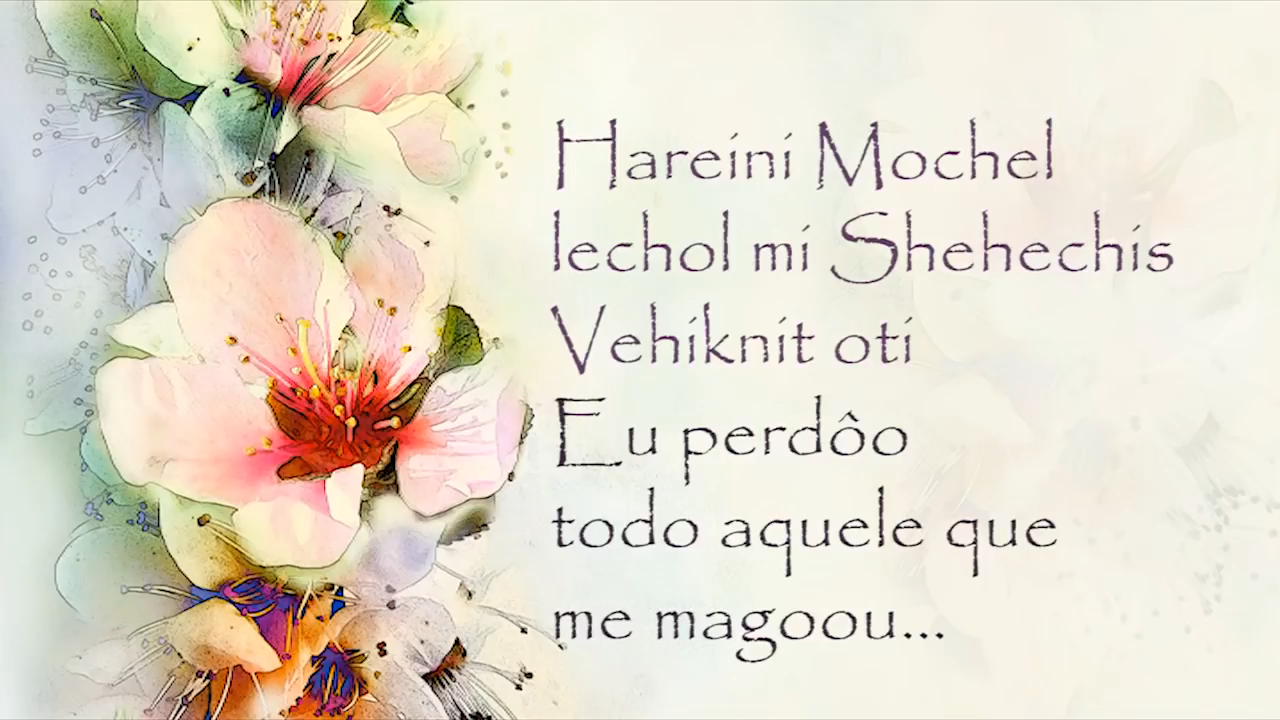 Hareini Mochel
lechol mi Shehechis
Vehiknit oti
Eu perdôo
todo aquele que
me magoou...